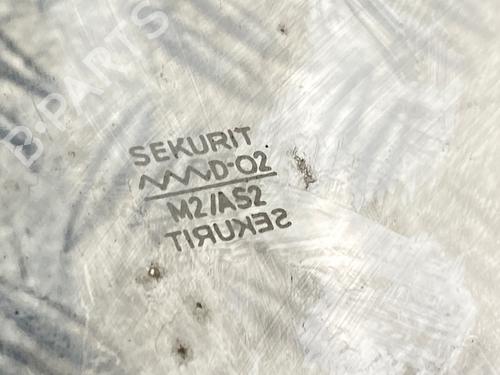 B-PARTS
SEKURIT
D-02
M2/AS2
SEKURIT